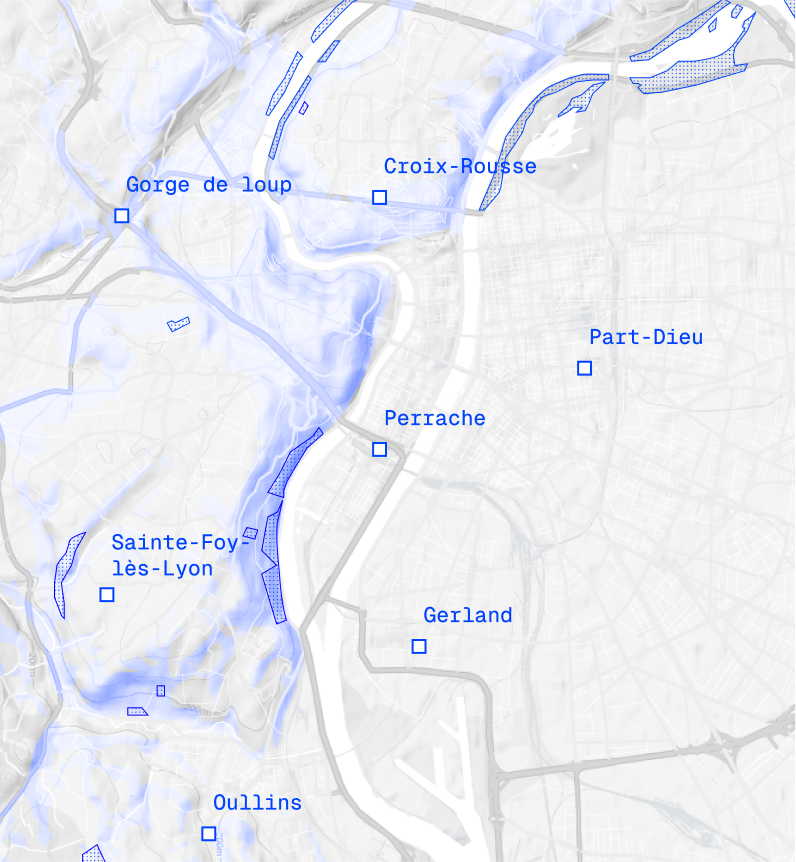 Croix-Rousse
Gorge de loup
Part-Dieu
Perrache
Sainte-Foy-
lès-Lyon
Gerland
Oullins